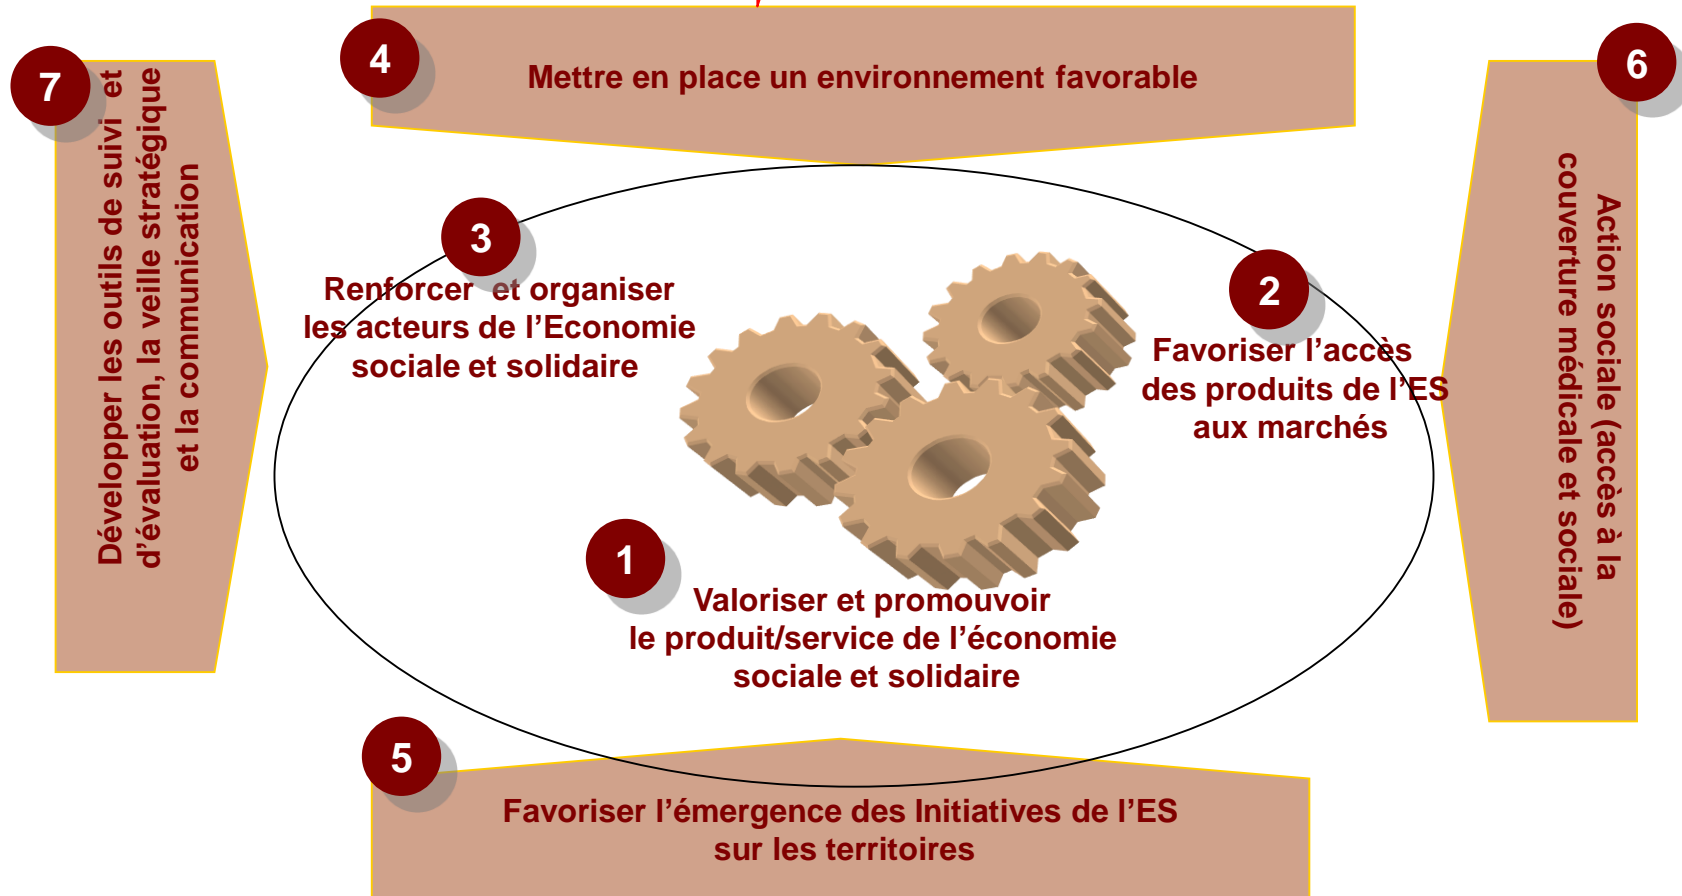 4
Mettre en place un environnement favorable
7
Développer les outils de suivi et
d'évaluation, la veille stratégique
et la communication
6
Action sociale (accès à la
couverture médicale et sociale)
3
Renforcer et organiser
les acteurs de l’Economie
sociale et solidaire
2
Favoriser l’accès
des produits de l’ES
aux marchés
1
Valoriser et promouvoir
le produit/service de l’économie
sociale et solidaire
5
Favoriser l’émergence des Initiatives de l’ES
sur les territoires